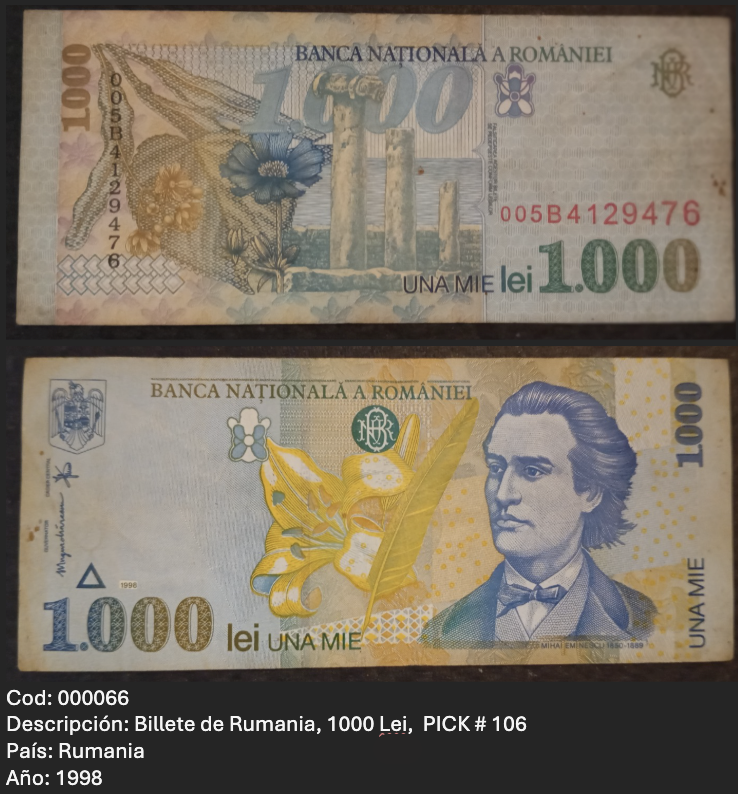 BANCA NAȚIONALĂ A ROMÂNIEI
1000
1000
005B4129476
005B4129476
UNA MIE lei 1.000
BANCA NAȚIONALĂ A ROMÂNIEI
1000
1998
1.000 lei UNA MIE
UNA MIE
MIHAI EMINESCU 1850-1889
Cod: 000066
Descripción: Billete de Rumania, 1000 Lei, PICK # 106
País: Rumania
Año: 1998